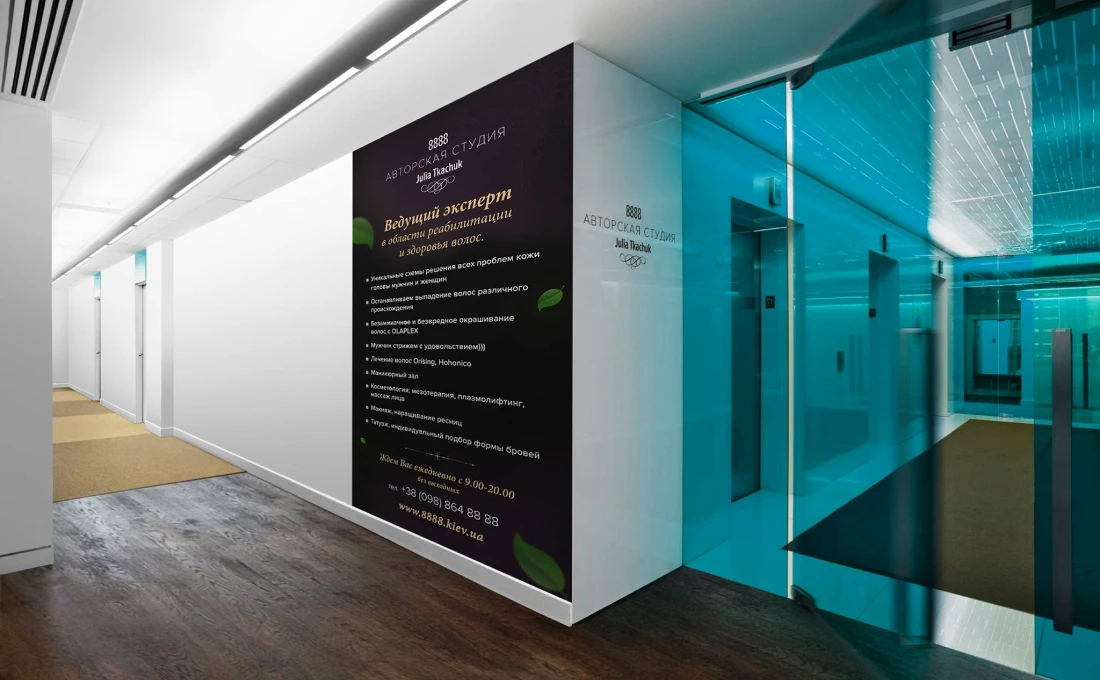 8888
АВТОРСКАЯ СТУДИЯ
Julia Tkachuk
Ведущий эксперт
в области реабилитации
и здоровья волос.
Уникальные схемы решения всех проблем кожи
головы мужчин и женщин
Останавливаем выпадение волос различного
происхождения
Безаммиачное и безвредное окрашивание
волос с OLAPLEX
Мужчин стрижем с удовольствием)))
Лечение волос Orising, Hohonico
Маникюрный зал
Косметология: мезотерапия, плазмолифтинг,
массаж лица
Макияж, наращивание ресниц
Татуаж, индивидувльный подбор формы бровей
Ждем Вас ежедневно с 9.00-20.00
без выходных
тел. +38 (098) 864 88 88
www.8888.kiev.ua
8888
АВТОРСКАЯ СТУДИЯ
Julia Tkachuk